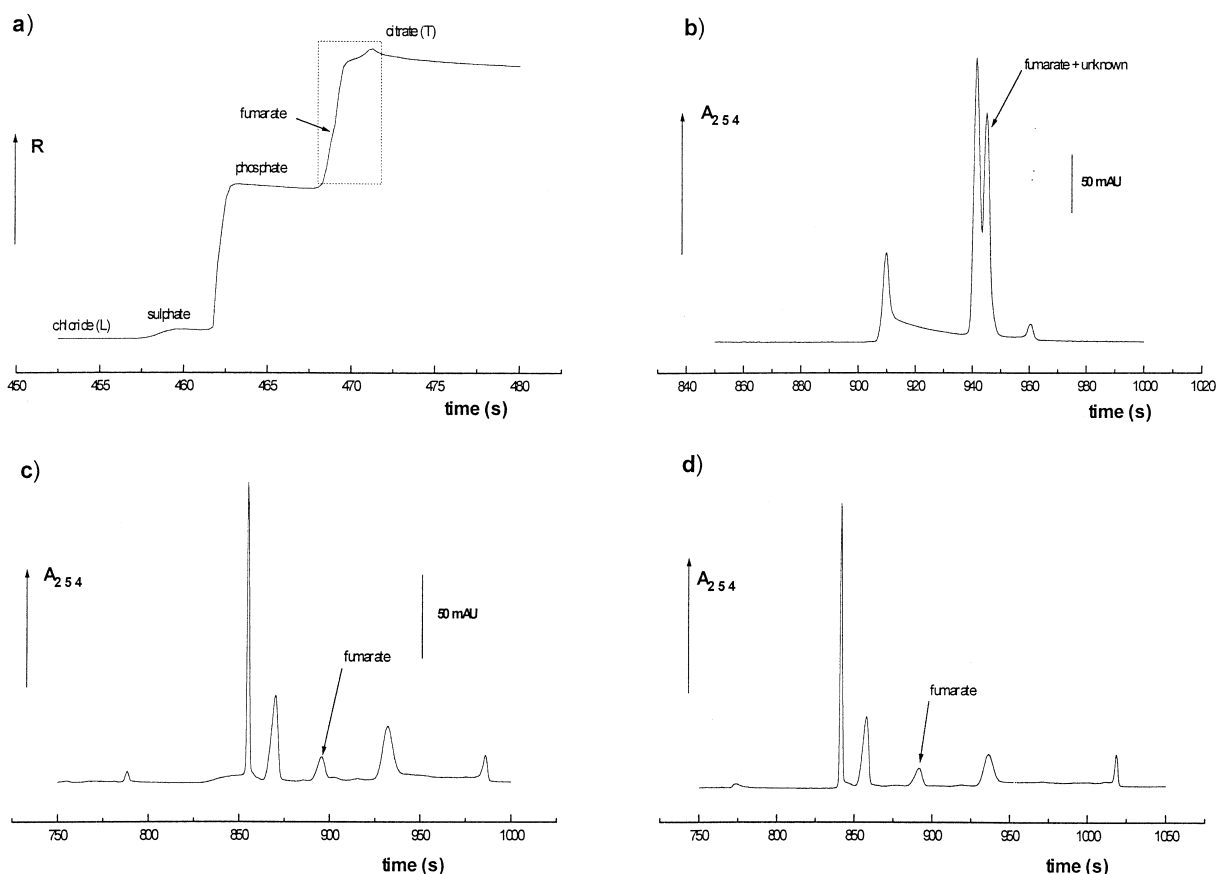 a)
citrate (T)
fumarate
R
phosphate
sulphate
chloride (L)
450 455 460 465 470 475 480
time (s)
b)
fumarate + unknown
A254
50 mAU
840 860 880 900 920 940 960 980 1000 1020
time (s)
c)
A254
50 mAU
fumarate
750 800 850 900 950 1000
time (s)
d)
A254
fumarate
750 800 850 900 950 1000 1050
time (s)